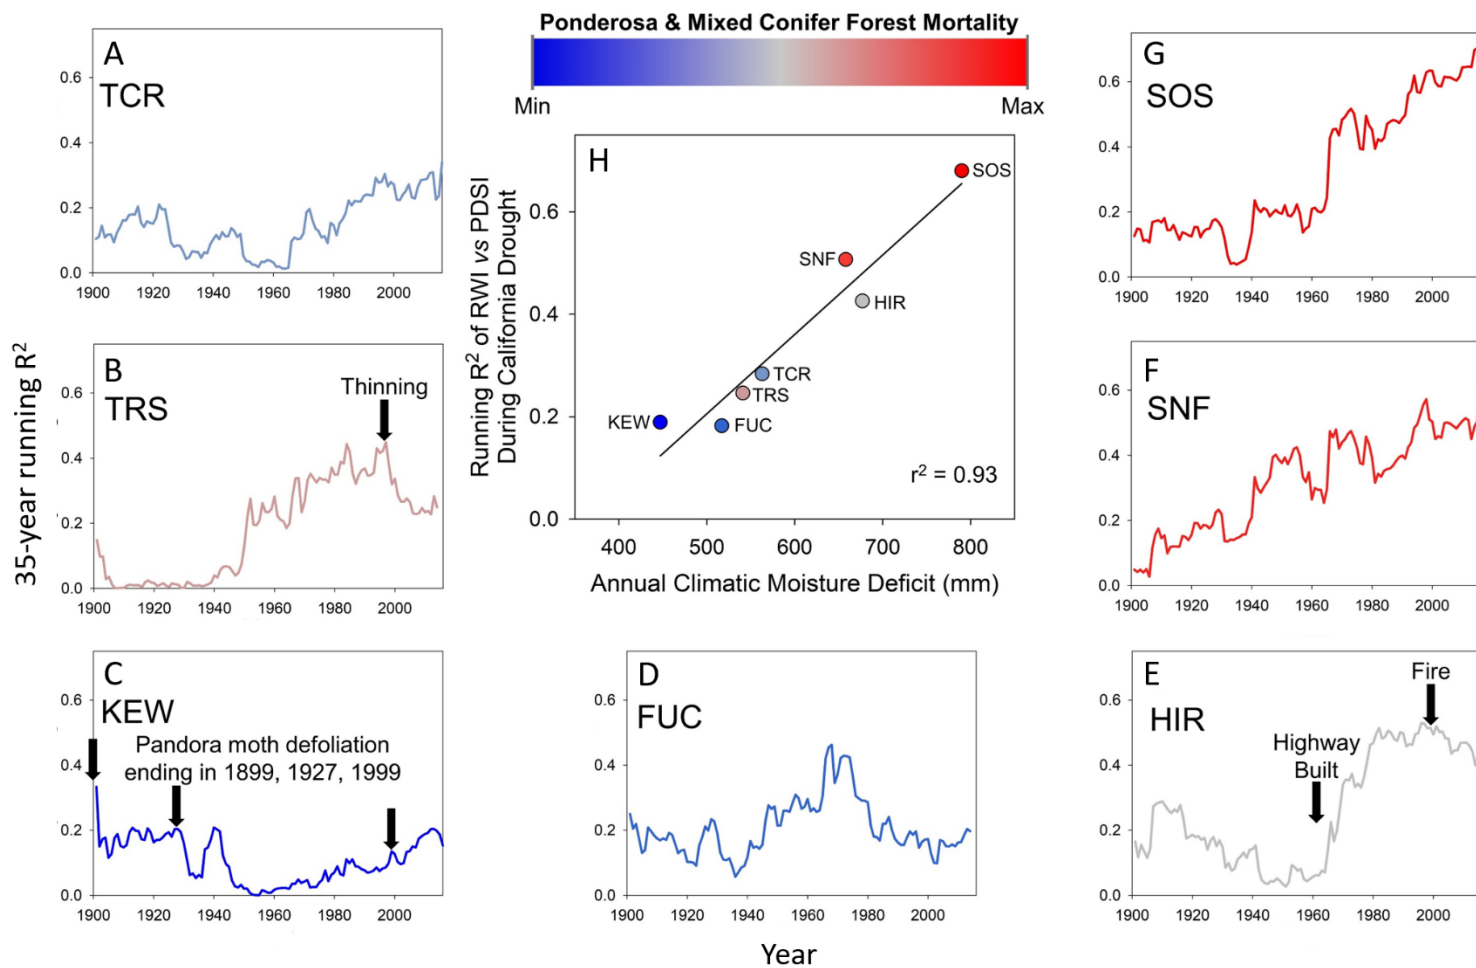 Ponderosa & Mixed Conifer Forest Mortality
Min
Max
35-year running R²
A
TCR
0.6
0.4
0.2
0.0
1900
1920
1940
1960
1980
2000
B
TRS
Thinning
0.6
0.4
0.2
0.0
1900
1920
1940
1960
1980
2000
C
KEW
Pandora moth defoliation
ending in 1899, 1927, 1999
0.6
0.4
0.2
0.0
1900
1920
1940
1960
1980
2000
H
Running R² of RWI vs PDSI
During California Drought
0.6
0.4
0.2
0.0
SOS
SNF
HIR
TCR
TRS
KEW
FUC
r² = 0.93
400
500
600
700
800
Annual Climatic Moisture Deficit (mm)
D
FUC
0.6
0.4
0.2
0.0
1900
1920
1940
1960
1980
2000
Year
G
SOS
0.6
0.4
0.2
0.0
1900
1920
1940
1960
1980
2000
F
SNF
0.6
0.4
0.2
0.0
1900
1920
1940
1960
1980
2000
E
HIR
Fire
Highway
Built
0.6
0.4
0.2
0.0
1900
1920
1940
1960
1980
2000